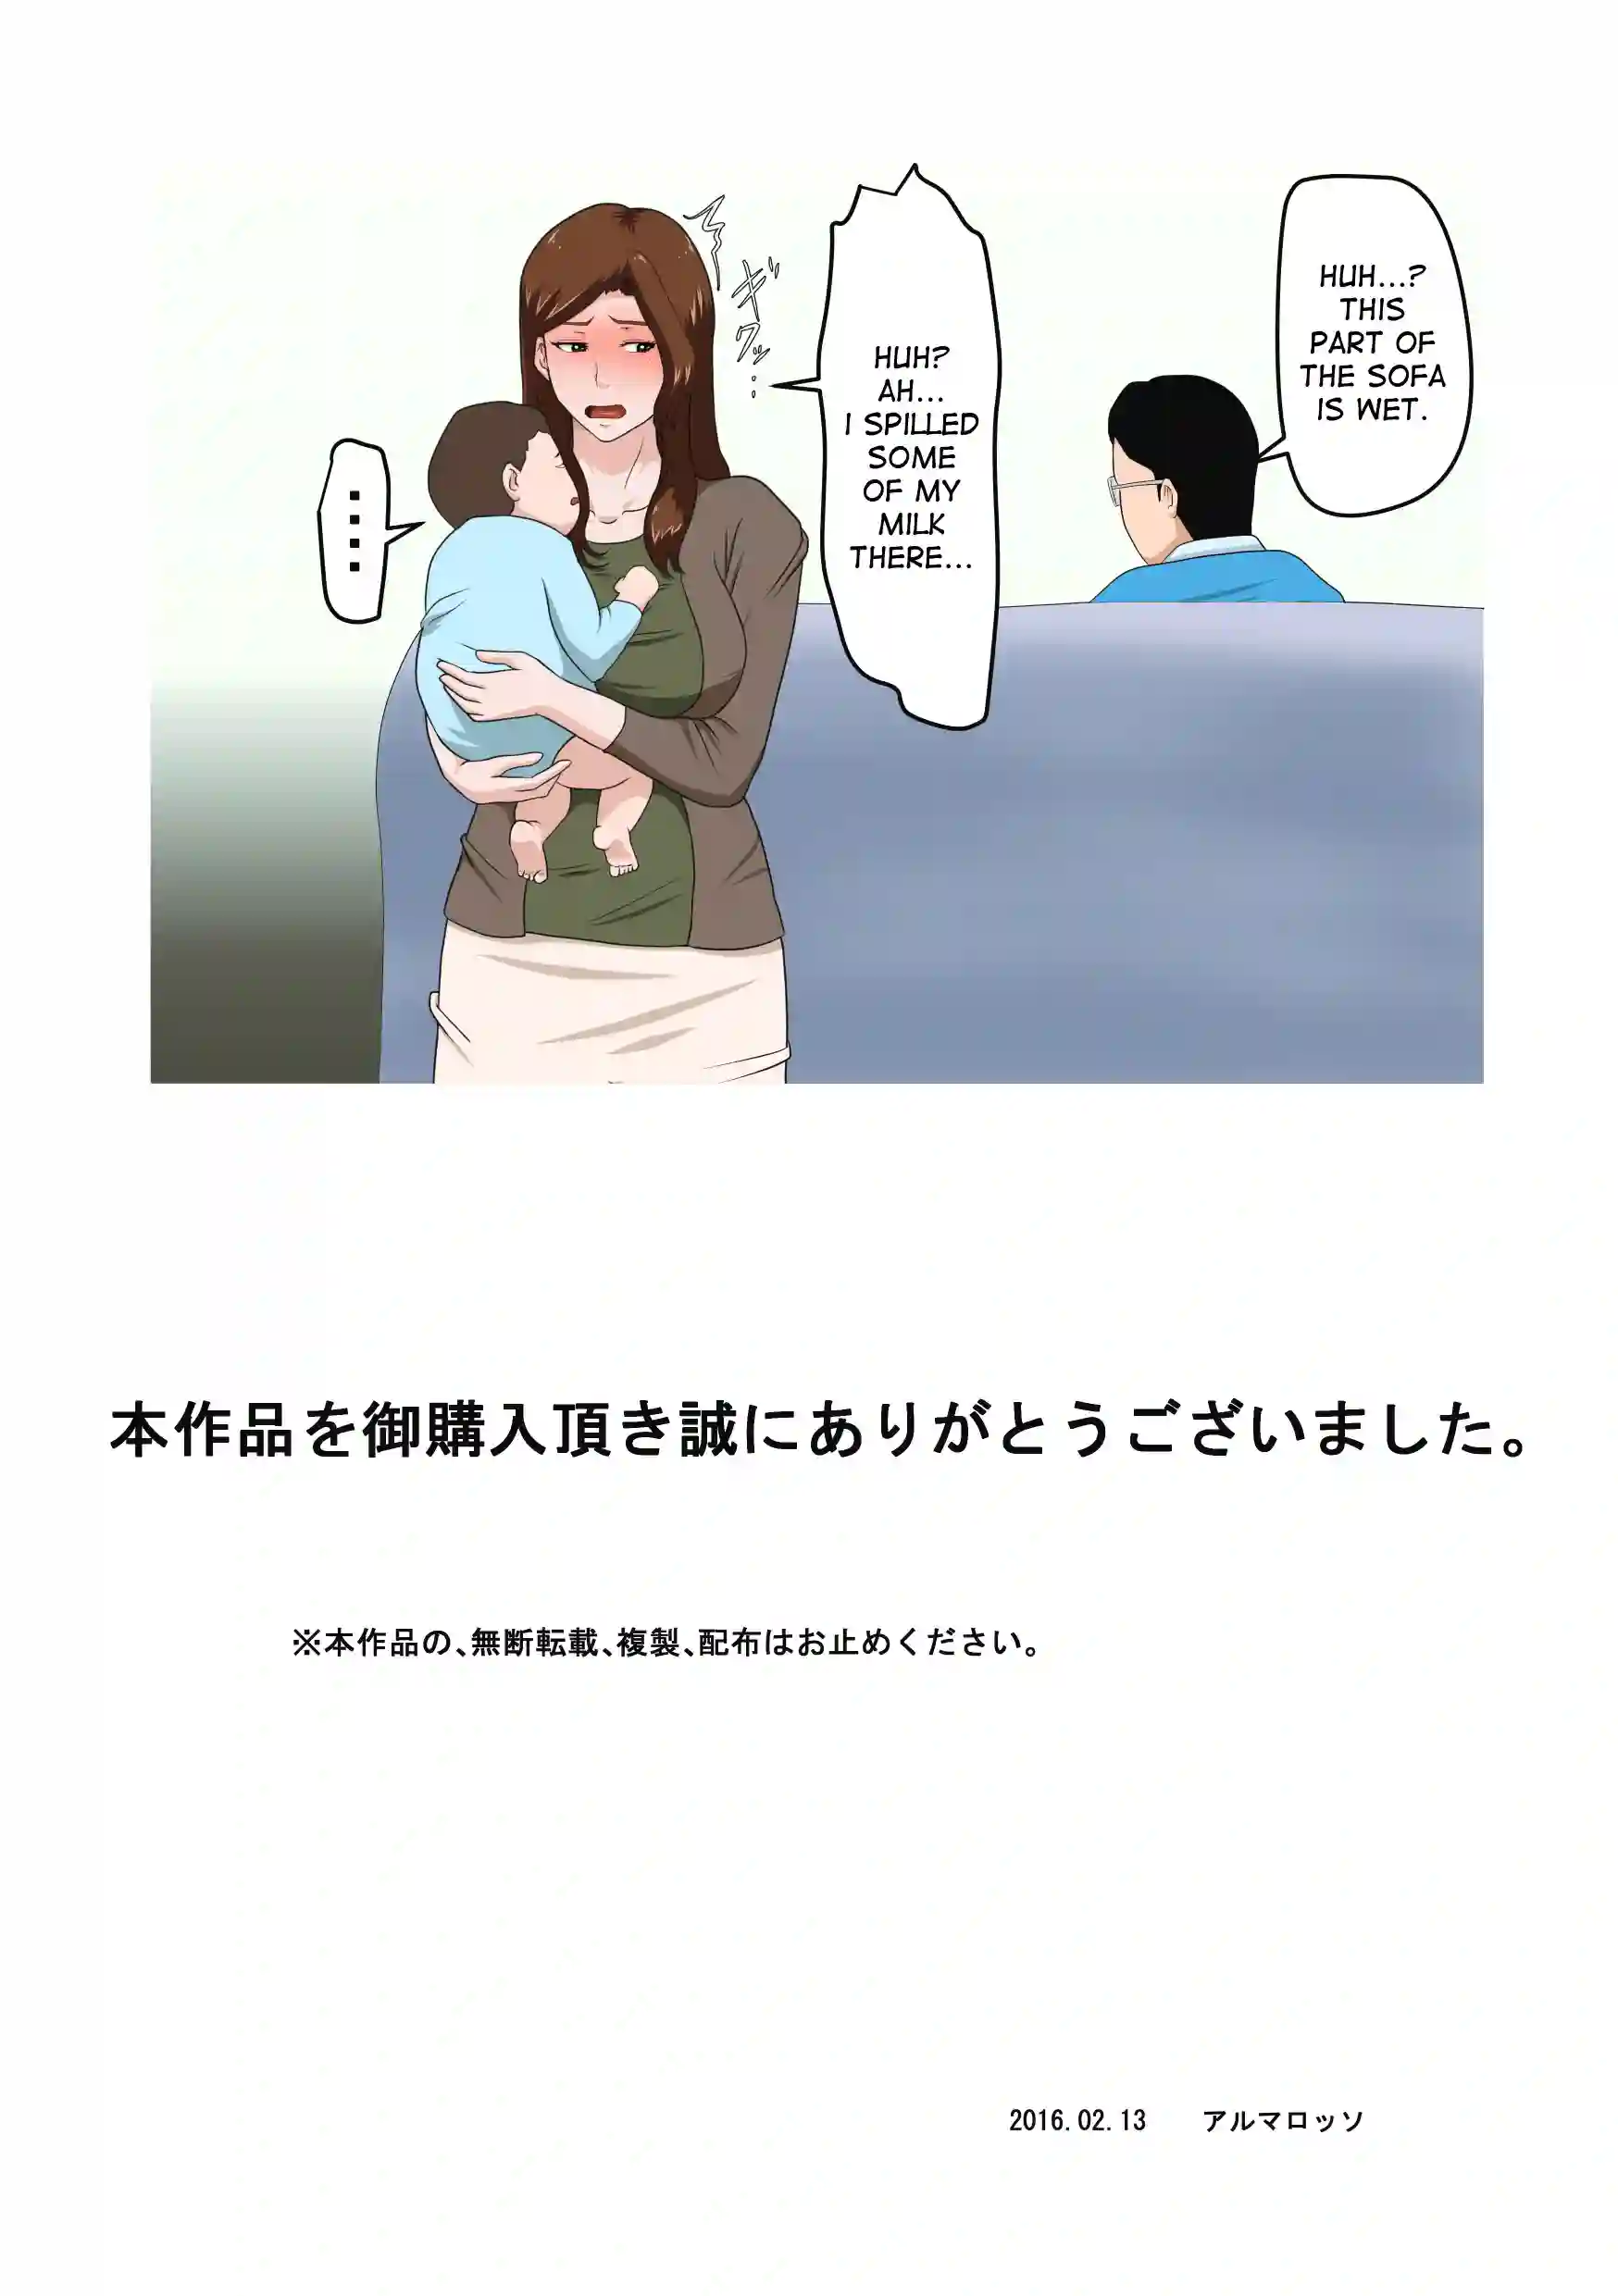 HUH...?
THIS
PART OF
THE SOFA
IS WET.
HUH?
AH...
I SPILLED
SOME
OF MY
MILK
THERE...
ギクッ…
....
本作品を御購入頂き誠にありがとうございました。
※本作品の、無断転載、複製、配布はお止めください。
2016.02.13 アルマロッソ